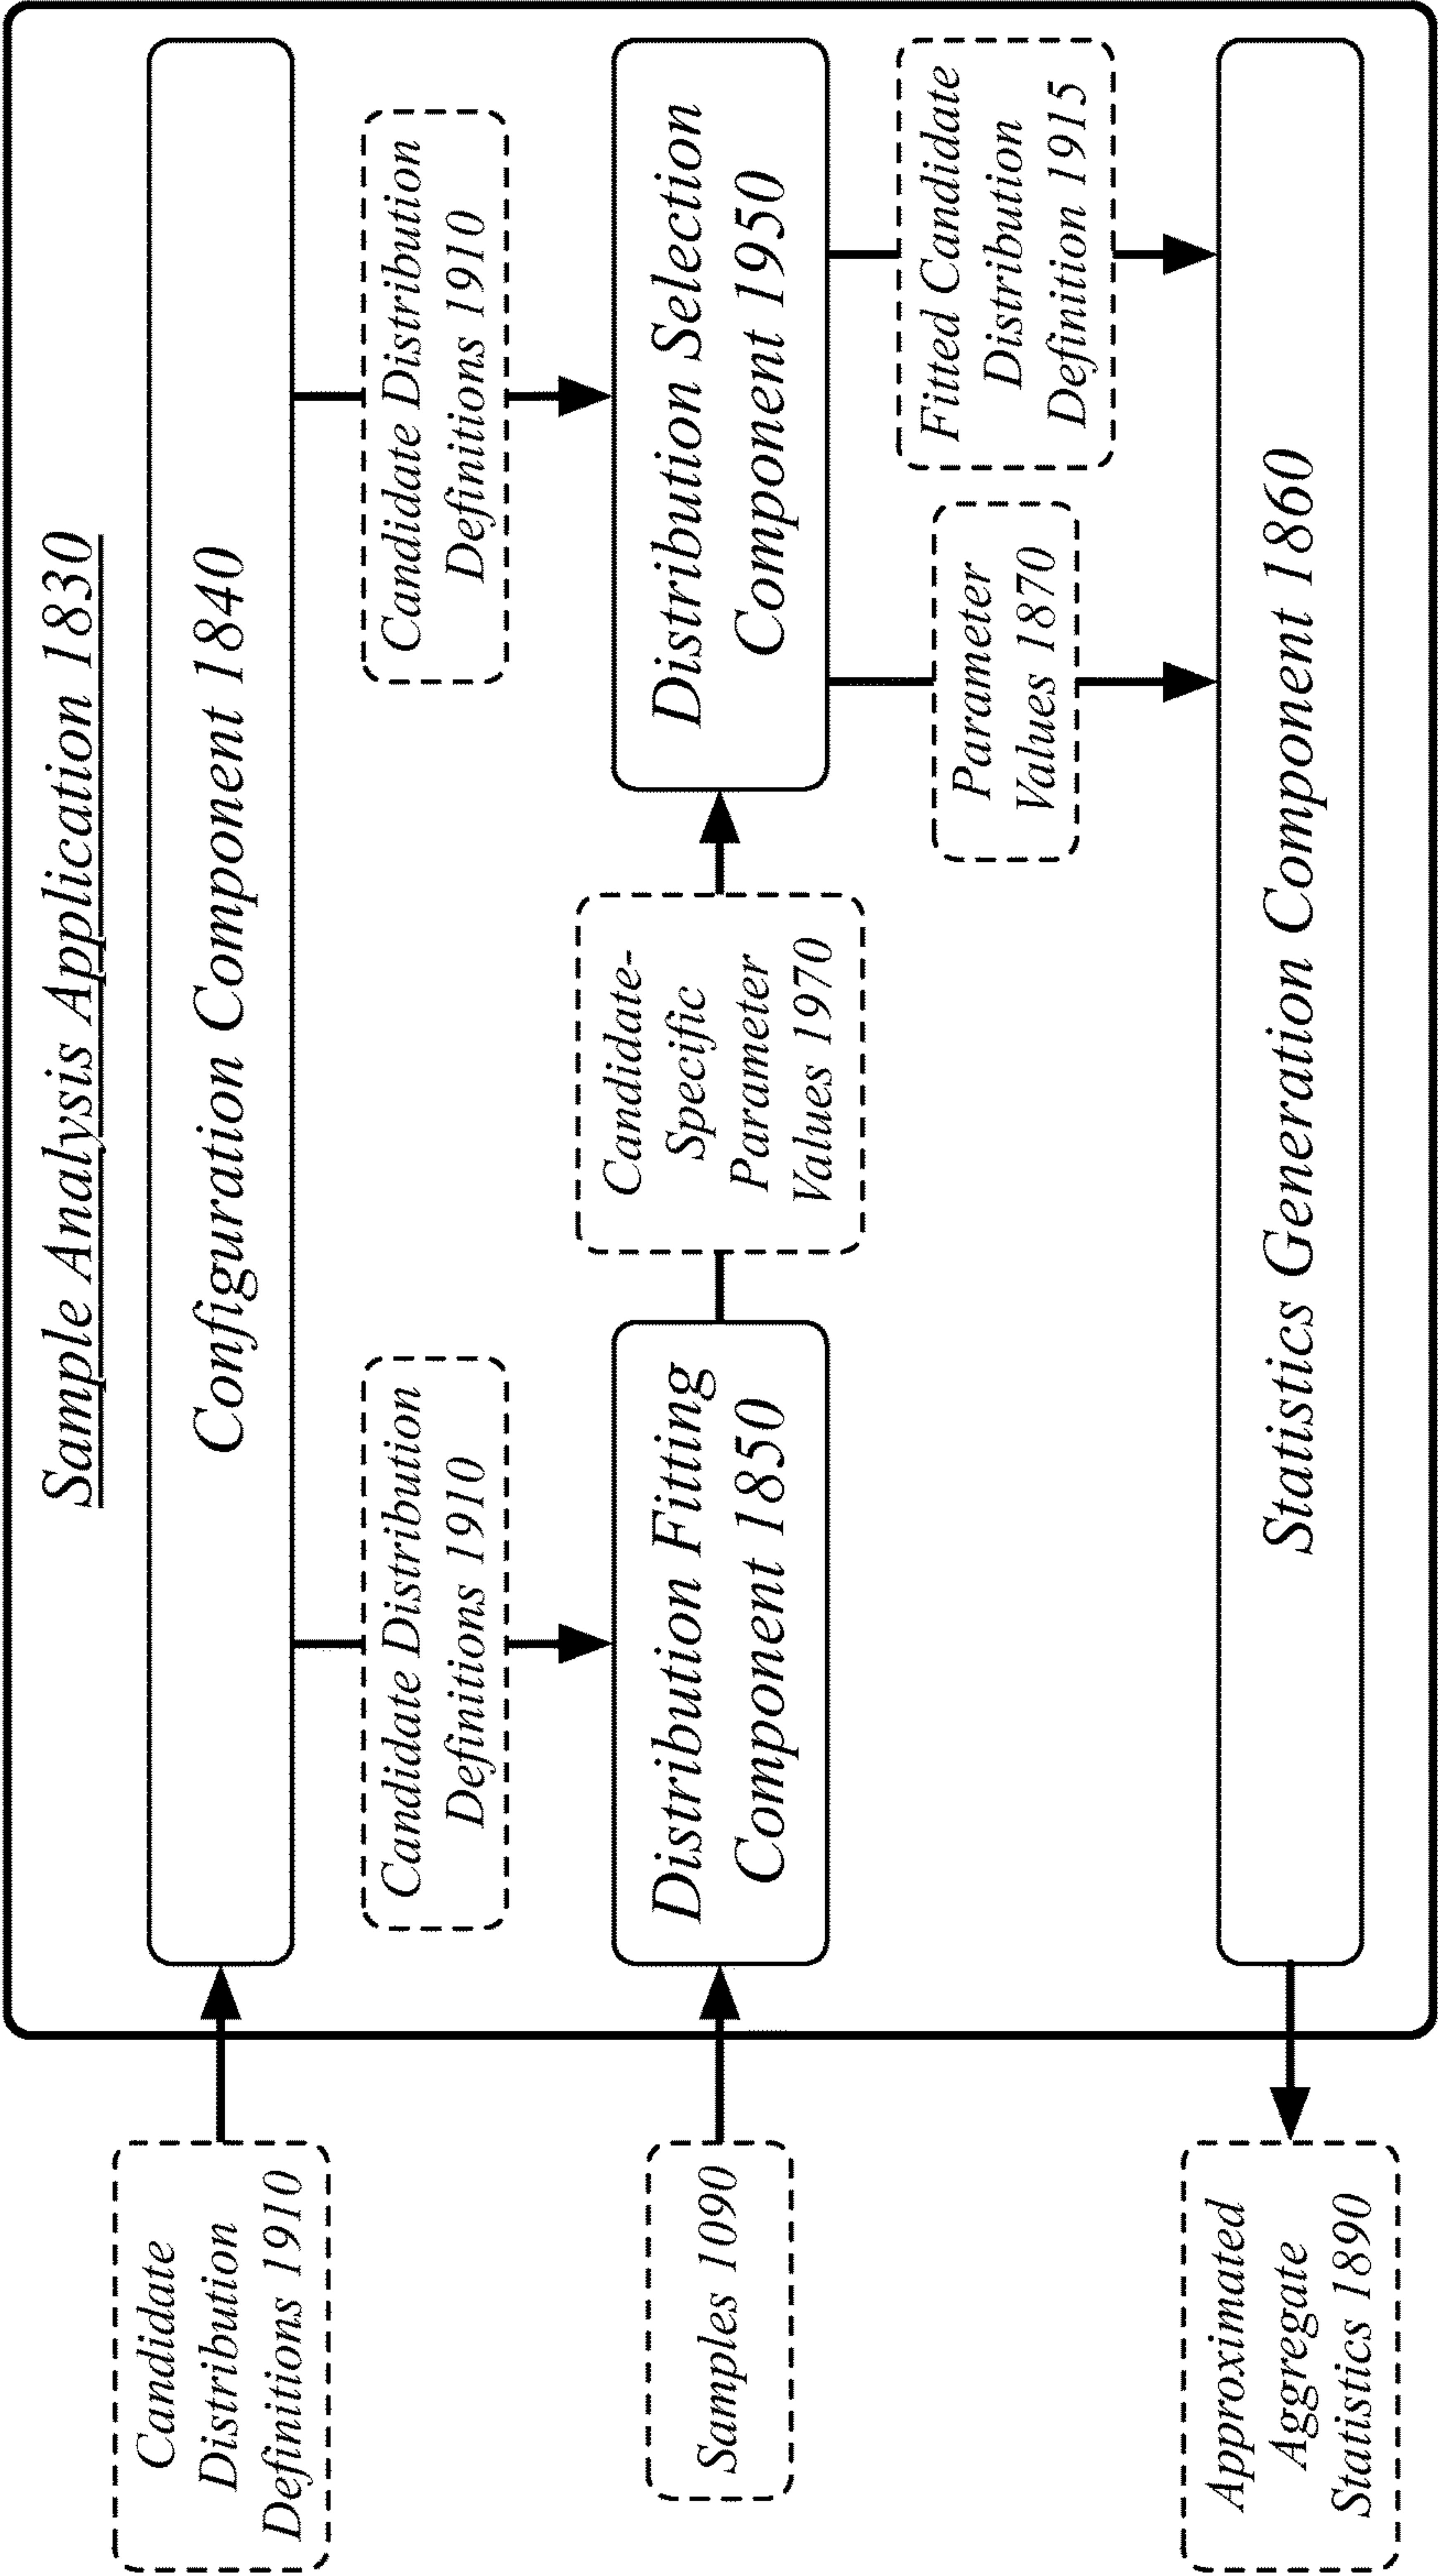 Sample Analysis Application 1830
Candidate
Distribution
Definitions 1910
Configuration Component 1840
Candidate Distribution
Definitions 1910
Candidate Distribution
Definitions 1910
Samples 1090
Distribution Fitting
Component 1850
Candidate-
Specific
Parameter
Values 1970
Distribution Selection
Component 1950
Parameter
Values 1870
Fitted Candidate
Distribution
Definition 1915
Approximated
Aggregate
Statistics 1890
Statistics Generation Component 1860